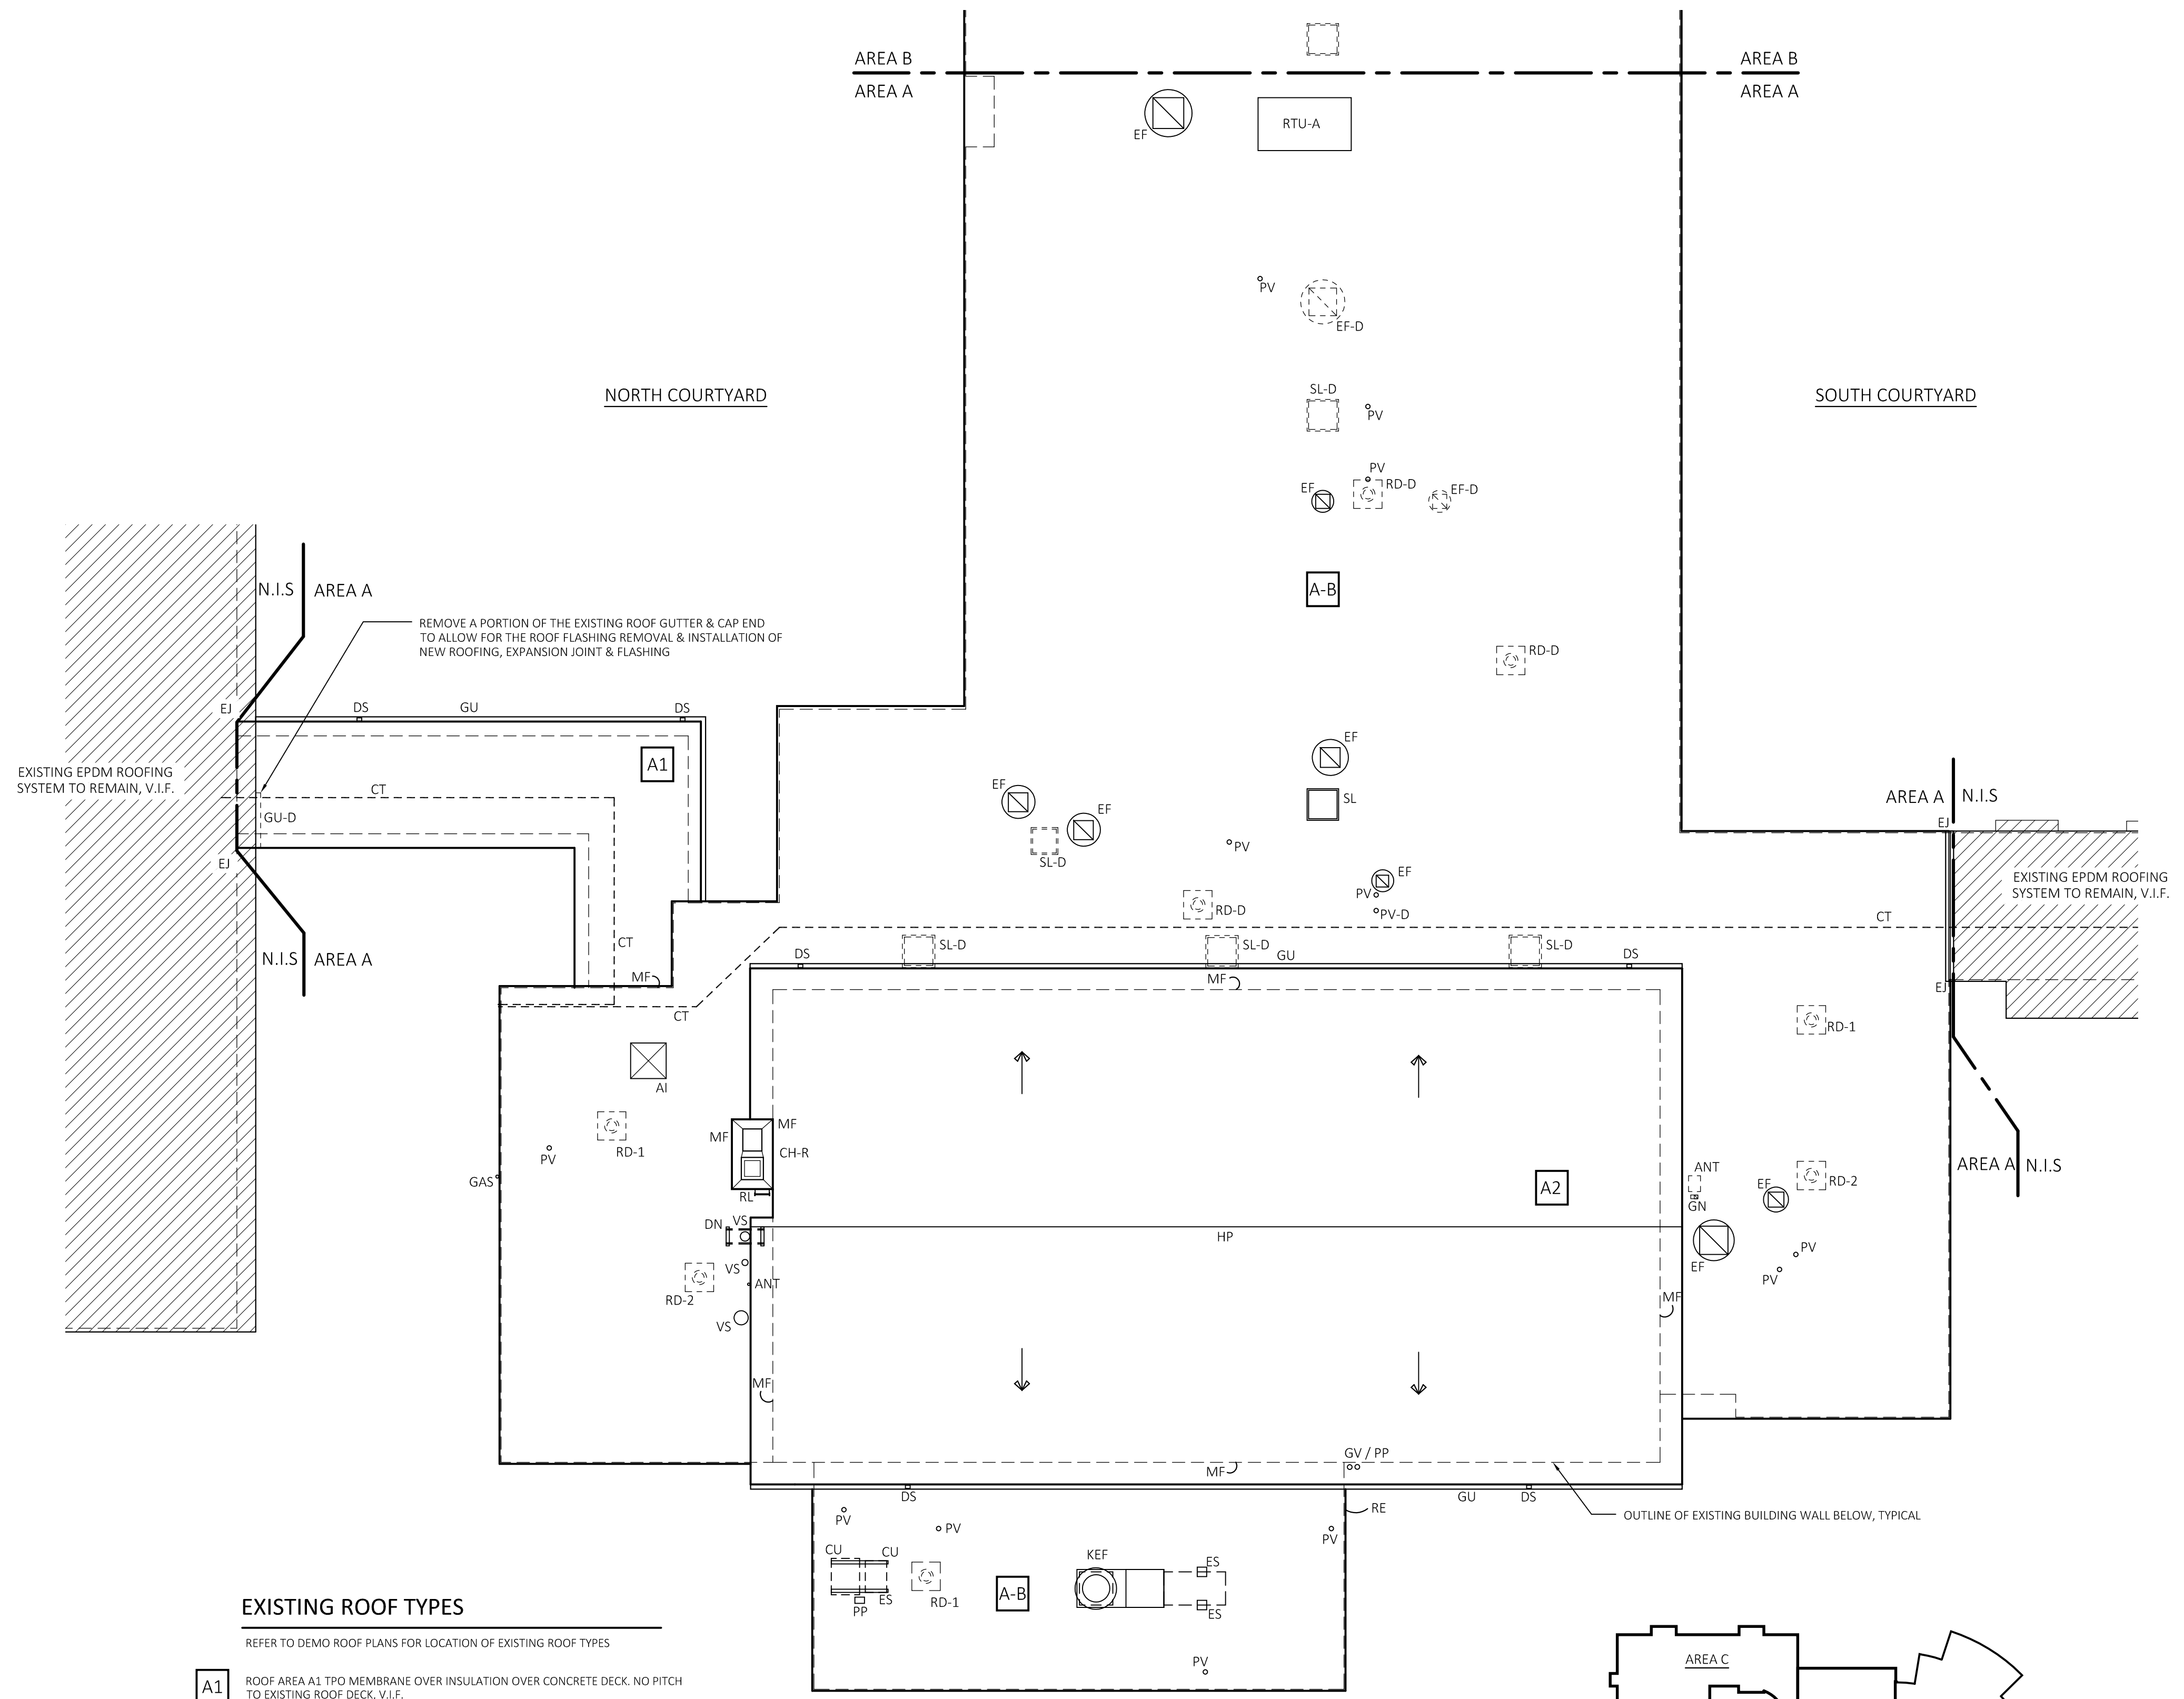 AREA B
AREA B
AREA A
AREA A
EF
RTU-A
PV
EF-D
NORTH COURTYARD
SL-D
PV
SOUTH COURTYARD
PV
EF
RD-D
EF-D
N.I.S
AREA A
A-B
REMOVE A PORTION OF THE EXISTING ROOF GUTTER & CAP END
TO ALLOW FOR THE ROOF FLASHING REMOVAL & INSTALLATION OF
NEW ROOFING, EXPANSION JOINT & FLASHING
RD-D
EJ
DS
GU
DS
EF
A1
EXISTING EPDM ROOFING
SYSTEM TO REMAIN, V.I.F.
CT
EF
EF
SL
AREA A
N.I.S
GU-D
EJ
EJ
SL-D
PV
EF
PV
PV-D
EXISTING EPDM ROOFING
SYSTEM TO REMAIN, V.I.F.
RD-D
CT
CT
N.I.S
AREA A
DS
SL-D
SL-D
GU
SL-D
DS
MF
MF
EJ
CT
RD-1
AI
MF
MF
CH-R
RD-1
PV
GAS
RL
A2
ANT
GN
EF
RD-2
AREA A
N.I.S
DN
VS
HP
VS
ANT
RD-2
VS
EF
PV
PV
MF
MF
MF
GV / PP
DS
GU
DS
RE
OUTLINE OF EXISTING BUILDING WALL BELOW, TYPICAL
PV
PV
PV
CU
CU
KEF
ES
PP
ES
RD-1
A-B
ES
PV
EXISTING ROOF TYPES
REFER TO DEMO ROOF PLANS FOR LOCATION OF EXISTING ROOF TYPES
A1
ROOF AREA A1 TPO MEMBRANE OVER INSULATION OVER CONCRETE DECK. NO PITCH
TO EXISTING ROOF DECK, V.I.F.
AREA C